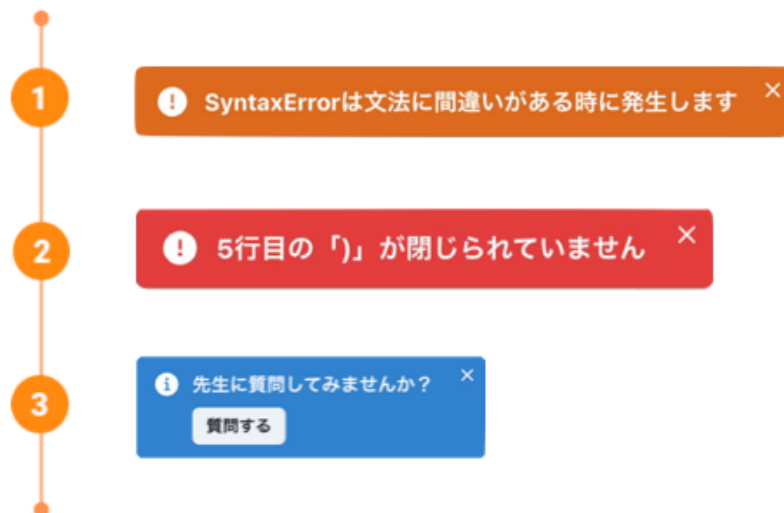 1
SyntaxErrorは文法に間違いがある時に発生します
2
5行目の「)」が閉じられていません
3
先生に質問してみませんか？
質問する